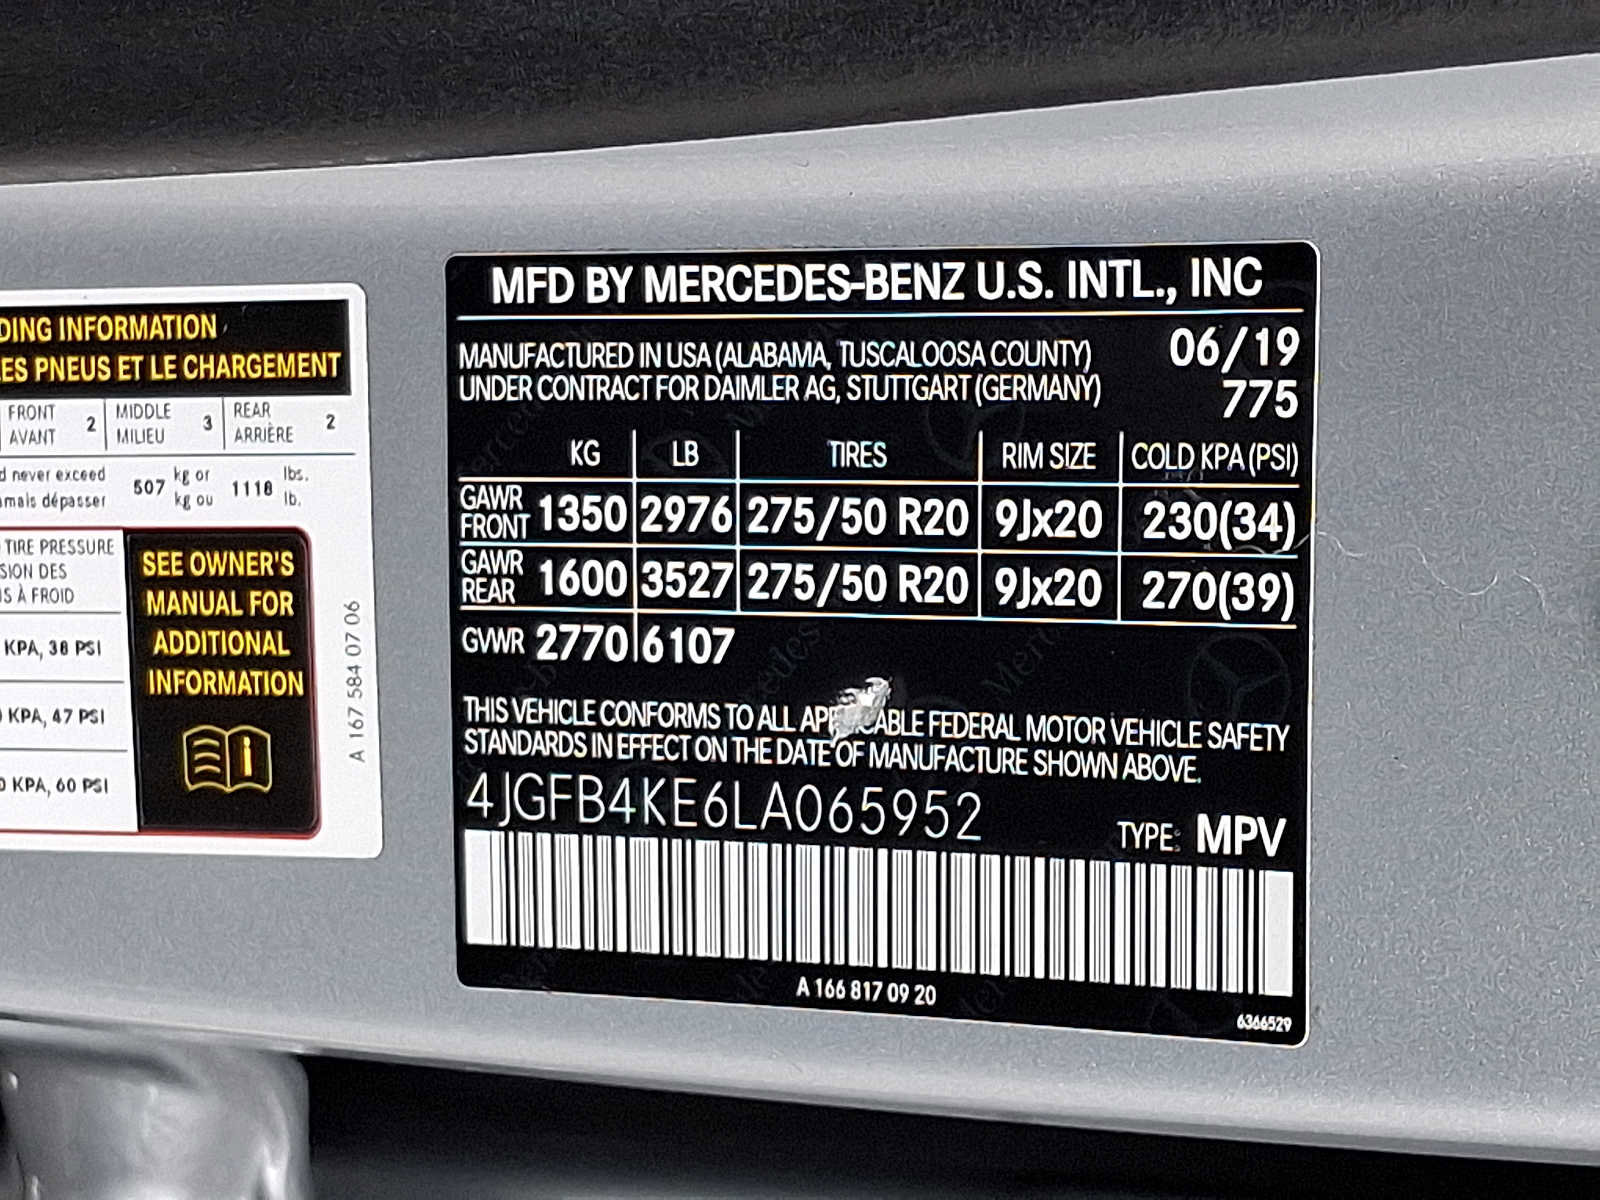 DING INFORMATION
ES PNEUS ET LE CHARGEMENT
FRONT
AVANT 2
MIDDLE
MILIEU 3
REAR
ARRIÈRE 2
never exceed 507 kg or 1118 lbs.
dépasser kg ou lb.
TIRE PRESSURE
SION DES
À FROID
KPA, 38 PSI
KPA, 47 PSI
KPA, 60 PSI
SEE OWNER'S
MANUAL FOR
ADDITIONAL
INFORMATION
A 167 584 07 06
MFD BY MERCEDES-BENZ U.S. INTL., INC
MANUFACTURED IN USA (ALABAMA, TUSCALOOSA COUNTY) 06/19
UNDER CONTRACT FOR DAIMLER AG, STUTTGART (GERMANY) 775
KG LB TIRES RIM SIZE COLD KPA (PSI)
GAWR FRONT 1350 2976 275/50 R20 9Jx20 230(34)
GAWR REAR 1600 3527 275/50 R20 9Jx20 270(39)
GVWR 2770 6107
THIS VEHICLE CONFORMS TO ALL FEDERAL MOTOR VEHICLE SAFETY
STANDARDS IN EFFECT ON THE DATE OF MANUFACTURE SHOWN ABOVE.
4JGFB4KE6LA065952
TYPE: MPV
A 166 817 09 20
6366529